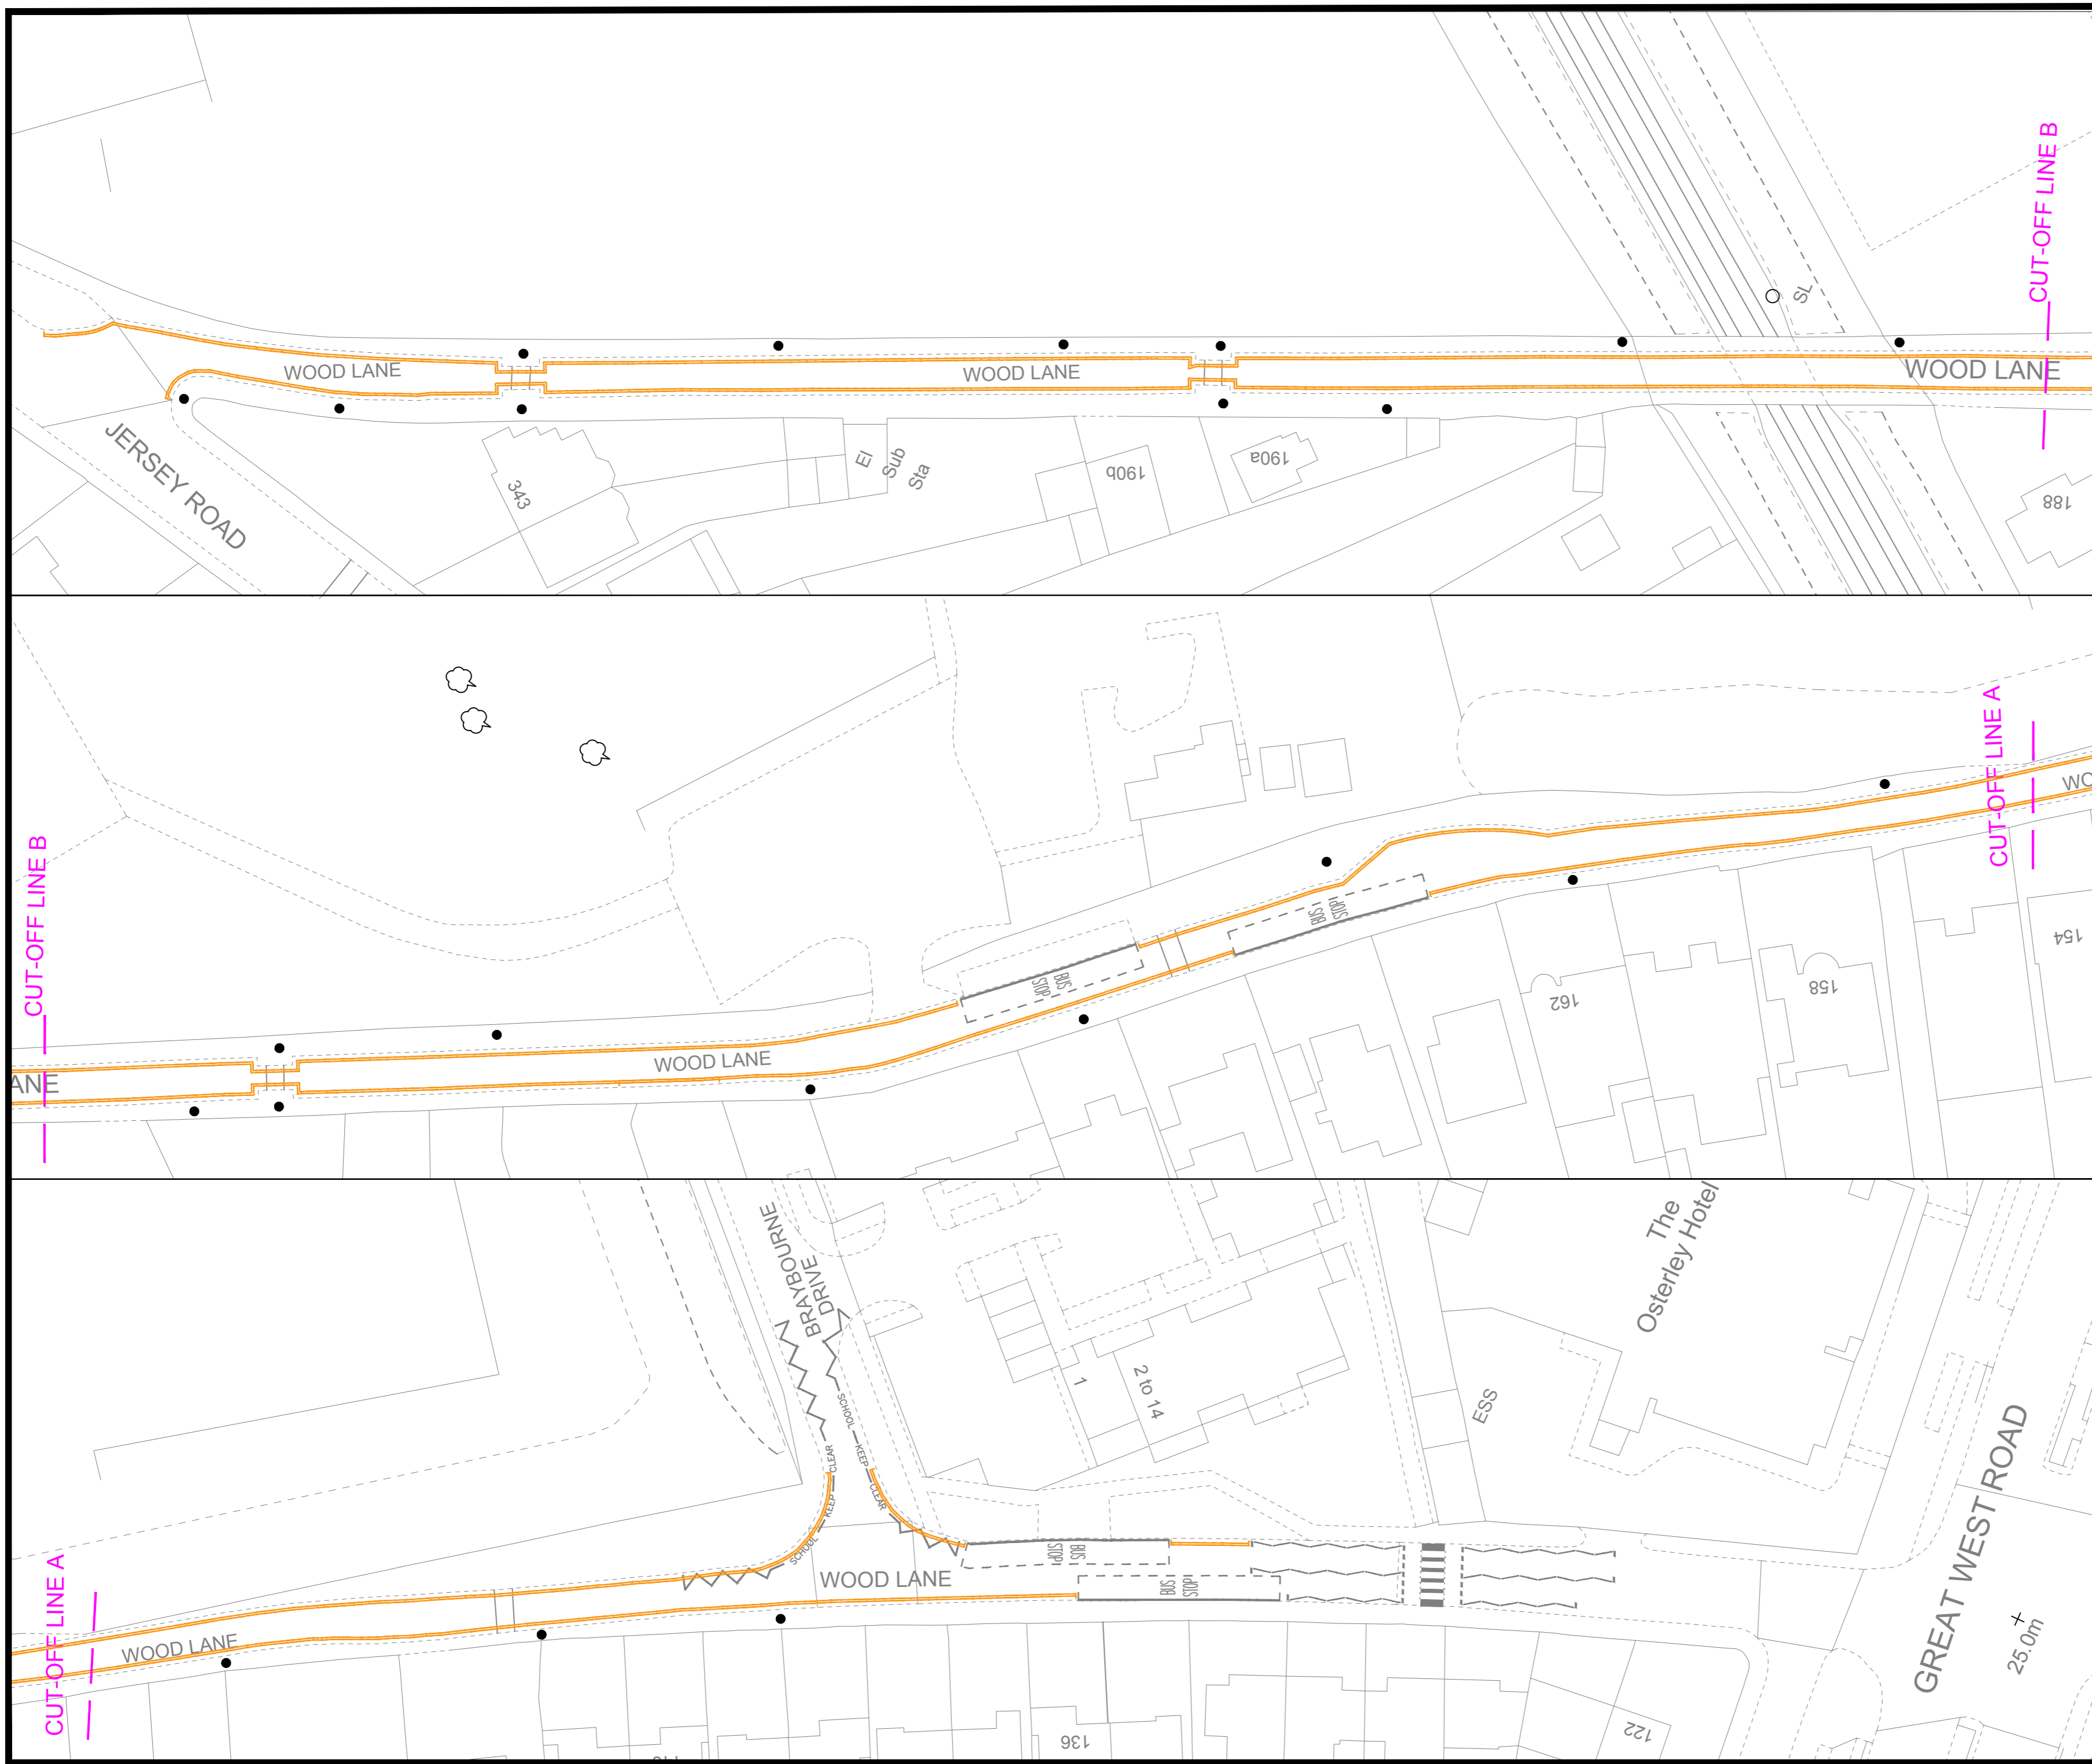 CUT-OFF LINE B
SL
WOOD LANE
WOOD LANE
WOOD LANE
JERSEY ROAD
343
El
Sub
Sta
190b
190a
188
CUT-OFF LINE A
WO
CUT-OFF LINE B
BUS
STOP
BUS
STOP
154
158
162
WOOD LANE
ANE
BRAYBOURNE
DRIVE
The
Osterley Hotel
1
2 to 14
ESS
SCHOOL KEEP CLEAR
SCHOOL KEEP CLEAR
GREAT WEST ROAD
BUS
STOP
BUS
STOP
WOOD LANE
CUT-OFF LINE A
WOOD LANE
25.0m
136
122